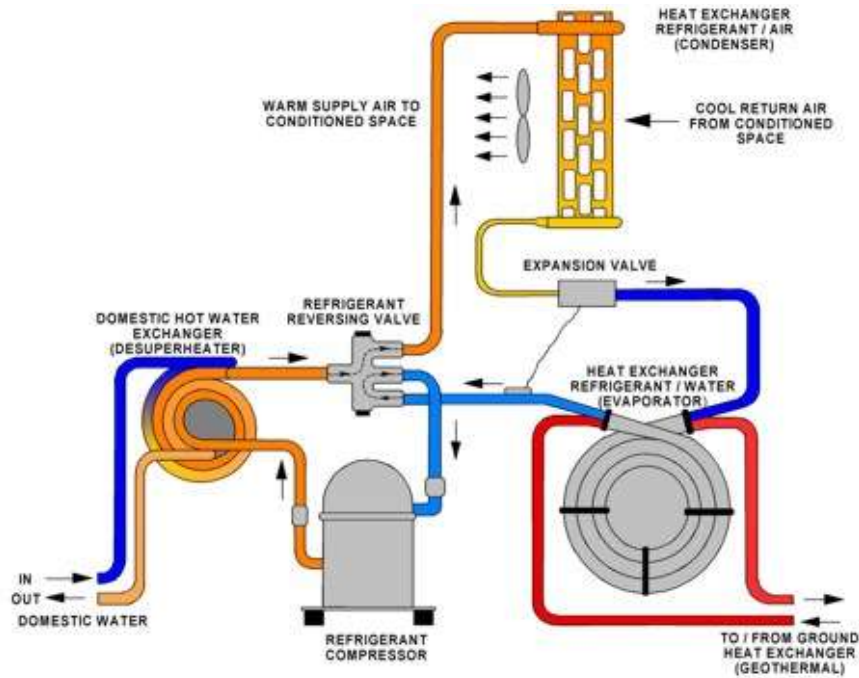 HEAT EXCHANGER
REFRIGERANT / AIR
(CONDENSER)
WARM SUPPLY AIR TO
CONDITIONED SPACE
COOL RETURN AIR
FROM CONDITIONED
SPACE
EXPANSION VALVE
REFRIGERANT
REVERSING VALVE
DOMESTIC HOT WATER
EXCHANGER
(DESUPERHEATER)
HEAT EXCHANGER
REFRIGERANT / WATER
(EVAPORATOR)
IN
OUT
DOMESTIC WATER
REFRIGERANT
COMPRESSOR
TO / FROM GROUND
HEAT EXCHANGER
(GEOTHERMAL)